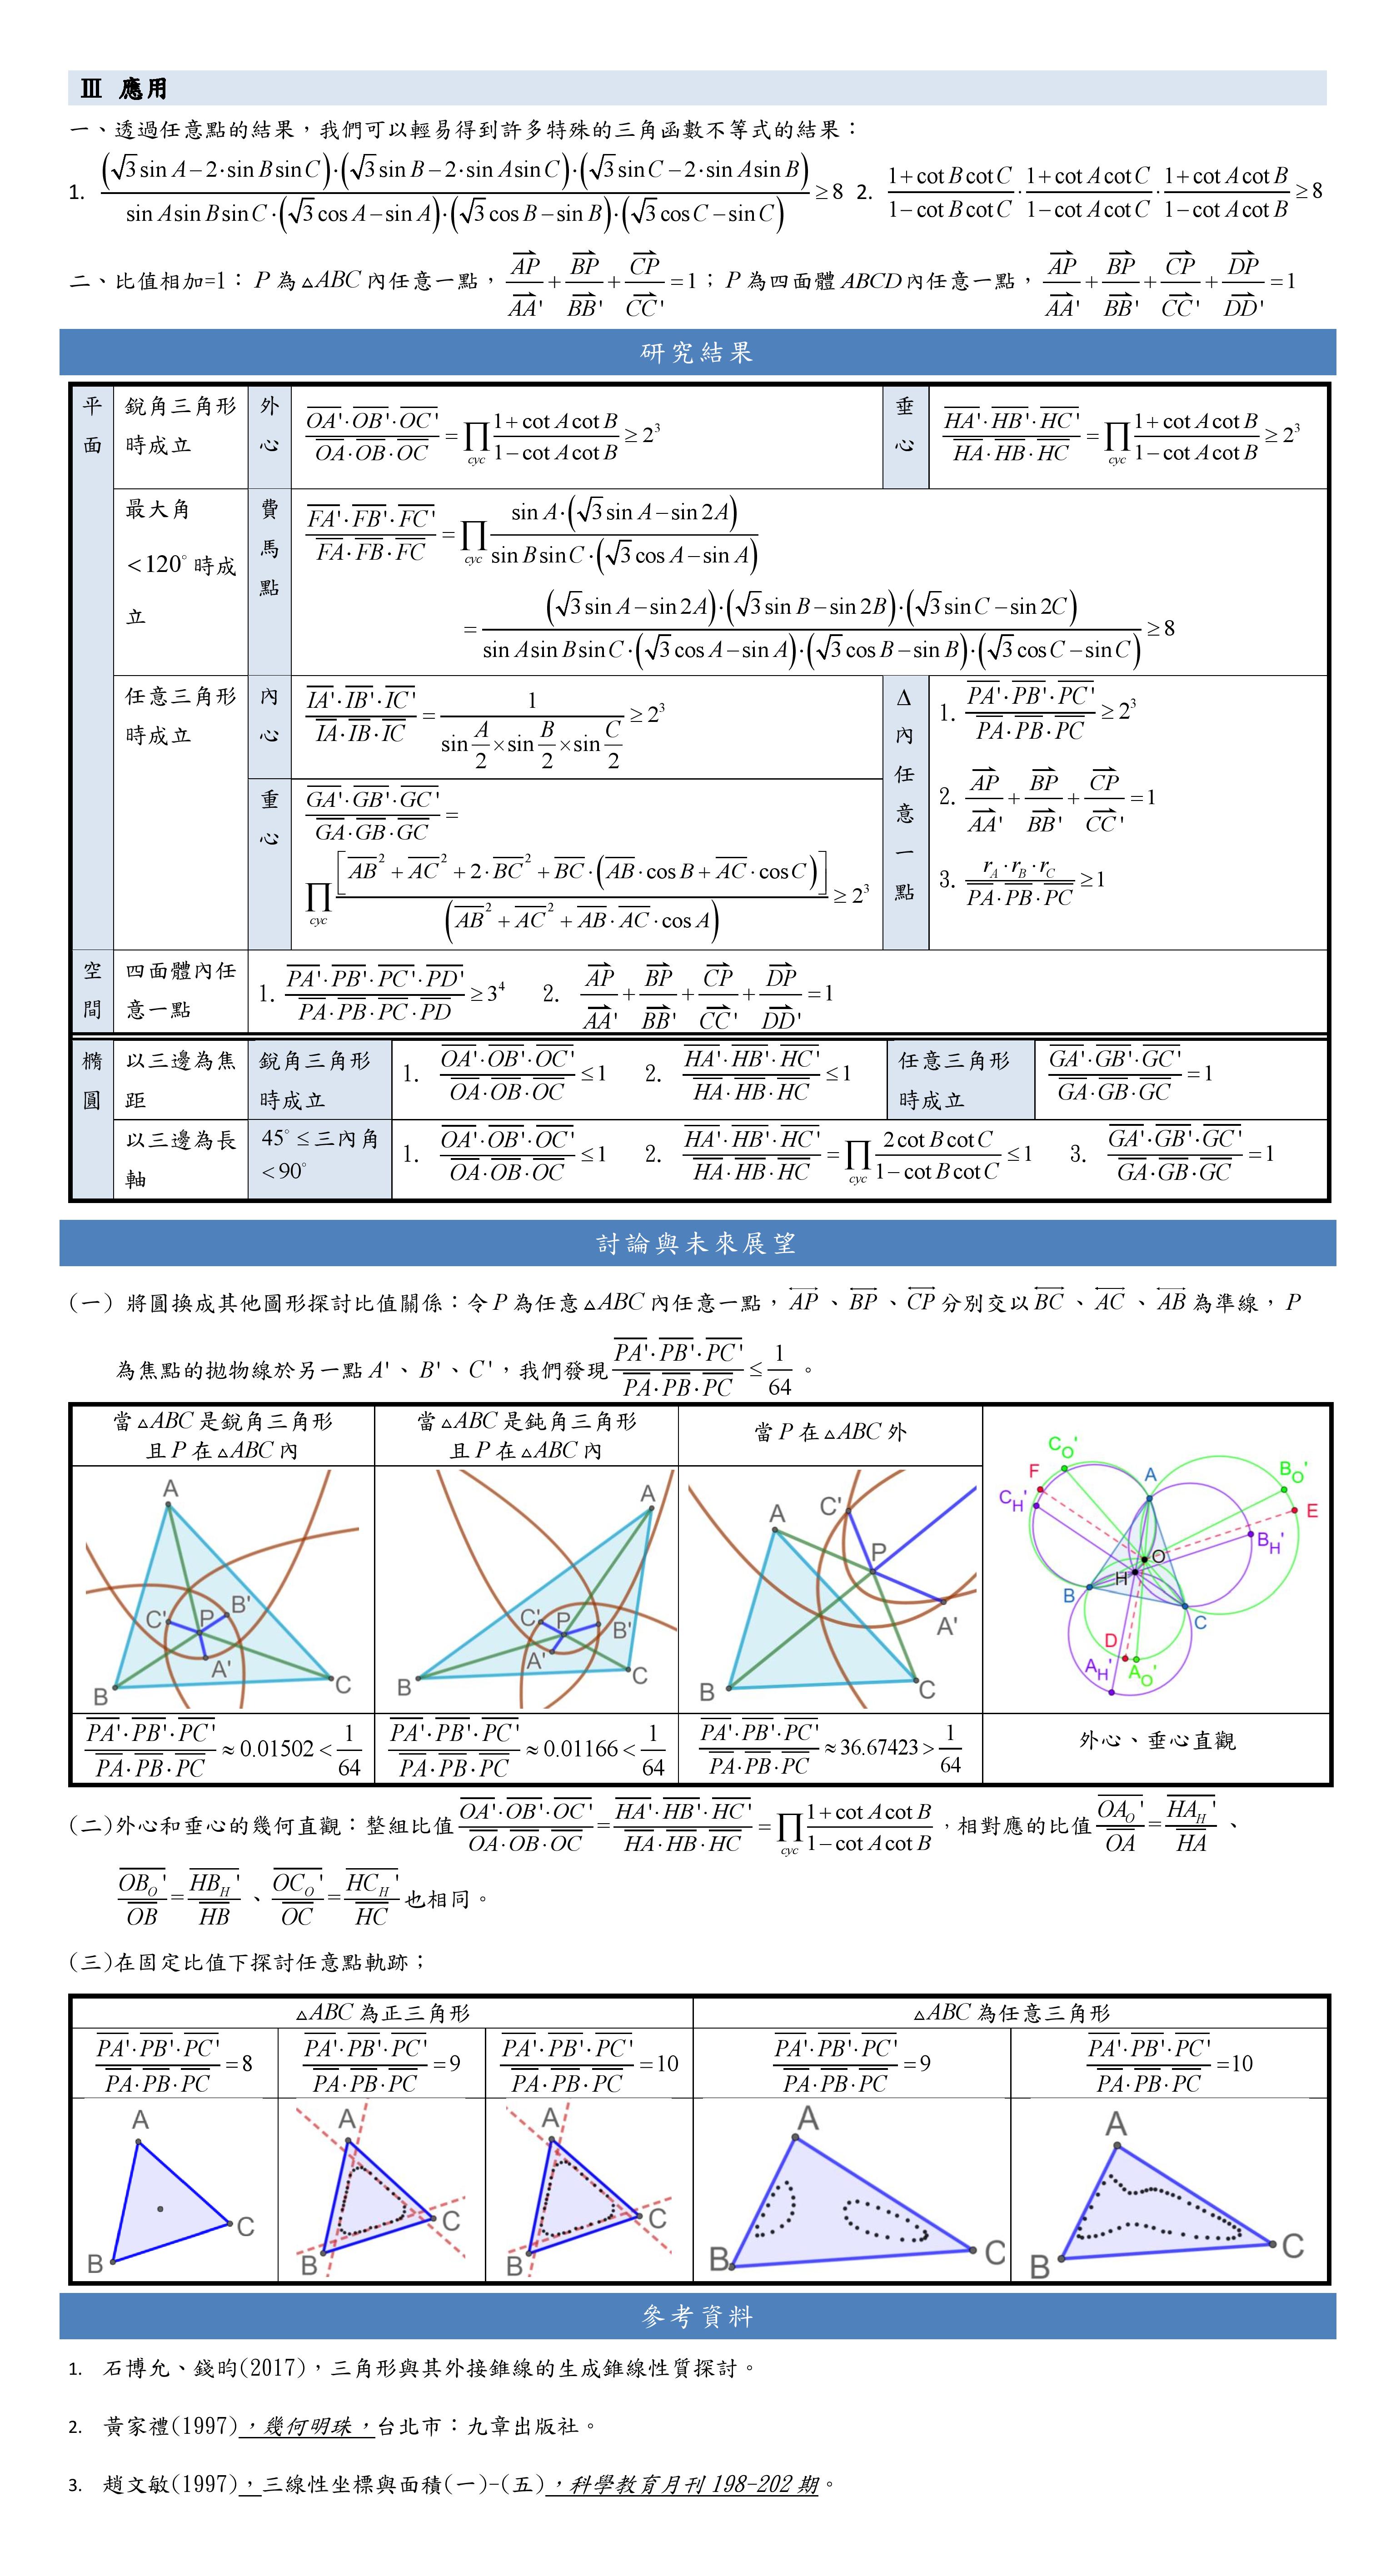 Ⅲ 應用
一、透過任意點的結果，我們可以輕易得到許多特殊的三角函數不等式的結果：
1. \frac{(\sqrt{3}\sin A-2\cdot\sin B\sin C)\cdot(\sqrt{3}\sin B-2\cdot\sin A\sin C)\cdot(\sqrt{3}\sin C-2\cdot\sin A\sin B)}{\sin A\sin B\sin C\cdot(\sqrt{3}\cos A-\sin A)\cdot(\sqrt{3}\cos B-\sin B)\cdot(\sqrt{3}\cos C-\sin C)}≥8 2. \frac{1+\cot B\cot C}{1-\cot B\cot C}\cdot\frac{1+\cot A\cot C}{1-\cot A\cot C}\cdot\frac{1+\cot A\cot B}{1-\cot A\cot B}≥8
二、比值相加=1：P 為△ABC 內任意一點，\frac{\overrightarrow{AP}}{\overrightarrow{AA'}}+\frac{\overrightarrow{BP}}{\overrightarrow{BB'}}+\frac{\overrightarrow{CP}}{\overrightarrow{CC'}}=1；P 為四面體 ABCD 內任意一點，\frac{\overrightarrow{AP}}{\overrightarrow{AA'}}+\frac{\overrightarrow{BP}}{\overrightarrow{BB'}}+\frac{\overrightarrow{CP}}{\overrightarrow{CC'}}+\frac{\overrightarrow{DP}}{\overrightarrow{DD'}}=1
研究結果
平面
銳角三角形時成立
外心
\frac{\overline{OA'}\cdot\overline{OB'}\cdot\overline{OC'}}{\overline{OA}\cdot\overline{OB}\cdot\overline{OC}}=\prod_{cyc}\frac{1+\cot A\cot B}{1-\cot A\cot B}≥2^3
垂心
\frac{\overline{HA'}\cdot\overline{HB'}\cdot\overline{HC'}}{\overline{HA}\cdot\overline{HB}\cdot\overline{HC}}=\prod_{cyc}\frac{1+\cot A\cot B}{1-\cot A\cot B}≥2^3
最大角<120°時成立
費馬點
\frac{\overline{FA'}\cdot\overline{FB'}\cdot\overline{FC'}}{\overline{FA}\cdot\overline{FB}\cdot\overline{FC}}=\prod_{cyc}\frac{\sin A\cdot(\sqrt{3}\sin A-\sin 2A)}{\sin B\sin C\cdot(\sqrt{3}\cos A-\sin A)}
=\frac{(\sqrt{3}\sin A-\sin 2A)\cdot(\sqrt{3}\sin B-\sin 2B)\cdot(\sqrt{3}\sin C-\sin 2C)}{\sin A\sin B\sin C\cdot(\sqrt{3}\cos A-\sin A)\cdot(\sqrt{3}\cos B-\sin B)\cdot(\sqrt{3}\cos C-\sin C)}≥8
任意三角形時成立
內心
\frac{\overline{IA'}\cdot\overline{IB'}\cdot\overline{IC'}}{\overline{IA}\cdot\overline{IB}\cdot\overline{IC}}=\frac{1}{\sin\frac{A}{2}×\sin\frac{B}{2}×\sin\frac{C}{2}}≥2^3
重心
\frac{\overline{GA'}\cdot\overline{GB'}\cdot\overline{GC'}}{\overline{GA}\cdot\overline{GB}\cdot\overline{GC}}=
\prod_{cyc}\frac{[\overline{AB}^2+\overline{AC}^2+2\cdot\overline{BC}^2+\overline{BC}\cdot(\overline{AB}\cdot\cos B+\overline{AC}\cdot\cos C)]}{(\overline{AB}^2+\overline{AC}^2+\overline{AB}\cdot\overline{AC}\cdot\cos A)}≥2^3
Δ內任意一點
1. \frac{\overline{PA'}\cdot\overline{PB'}\cdot\overline{PC'}}{\overline{PA}\cdot\overline{PB}\cdot\overline{PC}}≥2^3
2. \frac{\overrightarrow{AP}}{\overrightarrow{AA'}}+\frac{\overrightarrow{BP}}{\overrightarrow{BB'}}+\frac{\overrightarrow{CP}}{\overrightarrow{CC'}}=1
3. \frac{r_A\cdot r_B\cdot r_C}{\overline{PA}\cdot\overline{PB}\cdot\overline{PC}}≥1
空間
四面體內任意一點
1. \frac{\overline{PA'}\cdot\overline{PB'}\cdot\overline{PC'}\cdot\overline{PD'}}{\overline{PA}\cdot\overline{PB}\cdot\overline{PC}\cdot\overline{PD}}≥3^4 2. \frac{\overrightarrow{AP}}{\overrightarrow{AA'}}+\frac{\overrightarrow{BP}}{\overrightarrow{BB'}}+\frac{\overrightarrow{CP}}{\overrightarrow{CC'}}+\frac{\overrightarrow{DP}}{\overrightarrow{DD'}}=1
橢圓
以三邊為焦距
銳角三角形時成立
1. \frac{\overline{OA'}\cdot\overline{OB'}\cdot\overline{OC'}}{\overline{OA}\cdot\overline{OB}\cdot\overline{OC}}≤1 2. \frac{\overline{HA'}\cdot\overline{HB'}\cdot\overline{HC'}}{\overline{HA}\cdot\overline{HB}\cdot\overline{HC}}≤1
任意三角形時成立
\frac{\overline{GA'}\cdot\overline{GB'}\cdot\overline{GC'}}{\overline{GA}\cdot\overline{GB}\cdot\overline{GC}}=1
以三邊為長軸
45°≤三內角<90°
1. \frac{\overline{OA'}\cdot\overline{OB'}\cdot\overline{OC'}}{\overline{OA}\cdot\overline{OB}\cdot\overline{OC}}≤1 2. \frac{\overline{HA'}\cdot\overline{HB'}\cdot\overline{HC'}}{\overline{HA}\cdot\overline{HB}\cdot\overline{HC}}=\prod_{cyc}\frac{2\cot B\cot C}{1-\cot B\cot C}≤1 3. \frac{\overline{GA'}\cdot\overline{GB'}\cdot\overline{GC'}}{\overline{GA}\cdot\overline{GB}\cdot\overline{GC}}=1
討論與未來展望
(一) 將圓換成其他圖形探討比值關係：令 P 為任意△ABC 內任意一點，\overleftrightarrow{AP}、\overleftrightarrow{BP}、\overleftrightarrow{CP} 分別交以 \overleftrightarrow{BC}、\overleftrightarrow{AC}、\overleftrightarrow{AB} 為準線，P
為焦點的拋物線於另一點 A'、B'、C'，我們發現 \frac{\overline{PA'}\cdot\overline{PB'}\cdot\overline{PC'}}{\overline{PA}\cdot\overline{PB}\cdot\overline{PC}}≤\frac{1}{64}。
當△ABC 是銳角三角形
且 P 在△ABC 內
當△ABC 是鈍角三角形
且 P 在△ABC 內
當 P 在△ABC 外
A
B'
C'
P
A'
B
C
A
C'
P
B'
A'
B
C
A
C'
P
A'
B
C
C_O'
F
A
B_O'
C_H'
E
B_H'
O
H
B
C
D
A_H'
A_O'
\frac{\overline{PA'}\cdot\overline{PB'}\cdot\overline{PC'}}{\overline{PA}\cdot\overline{PB}\cdot\overline{PC}}≈0.01502<\frac{1}{64}
\frac{\overline{PA'}\cdot\overline{PB'}\cdot\overline{PC'}}{\overline{PA}\cdot\overline{PB}\cdot\overline{PC}}≈0.01166<\frac{1}{64}
\frac{\overline{PA'}\cdot\overline{PB'}\cdot\overline{PC'}}{\overline{PA}\cdot\overline{PB}\cdot\overline{PC}}≈36.67423>\frac{1}{64}
外心、垂心直觀
(二)外心和垂心的幾何直觀：整組比值 \frac{\overline{OA'}\cdot\overline{OB'}\cdot\overline{OC'}}{\overline{OA}\cdot\overline{OB}\cdot\overline{OC}}=\frac{\overline{HA'}\cdot\overline{HB'}\cdot\overline{HC'}}{\overline{HA}\cdot\overline{HB}\cdot\overline{HC}}=\prod_{cyc}\frac{1+\cot A\cot B}{1-\cot A\cot B}，相對應的比值 \frac{\overline{OA_O'}}{\overline{OA}}=\frac{\overline{HA_H'}}{\overline{HA}}、
\frac{\overline{OB_O'}}{\overline{OB}}=\frac{\overline{HB_H'}}{\overline{HB}}、\frac{\overline{OC_O'}}{\overline{OC}}=\frac{\overline{HC_H'}}{\overline{HC}} 也相同。
(三)在固定比值下探討任意點軌跡；
△ABC 為正三角形
△ABC 為任意三角形
\frac{\overline{PA'}\cdot\overline{PB'}\cdot\overline{PC'}}{\overline{PA}\cdot\overline{PB}\cdot\overline{PC}}=8
\frac{\overline{PA'}\cdot\overline{PB'}\cdot\overline{PC'}}{\overline{PA}\cdot\overline{PB}\cdot\overline{PC}}=9
\frac{\overline{PA'}\cdot\overline{PB'}\cdot\overline{PC'}}{\overline{PA}\cdot\overline{PB}\cdot\overline{PC}}=10
\frac{\overline{PA'}\cdot\overline{PB'}\cdot\overline{PC'}}{\overline{PA}\cdot\overline{PB}\cdot\overline{PC}}=9
\frac{\overline{PA'}\cdot\overline{PB'}\cdot\overline{PC'}}{\overline{PA}\cdot\overline{PB}\cdot\overline{PC}}=10
A
B
C
A
B
C
A
B
C
A
B
C
A
B
C
參考資料
1. 石博允、錢昀(2017)，三角形與其外接錐線的生成錐線性質探討。
2. 黃家禮(1997)，幾何明珠，台北市：九章出版社。
3. 趙文敏(1997)，三線性坐標與面積(一)-(五)，科學教育月刊 198-202 期。